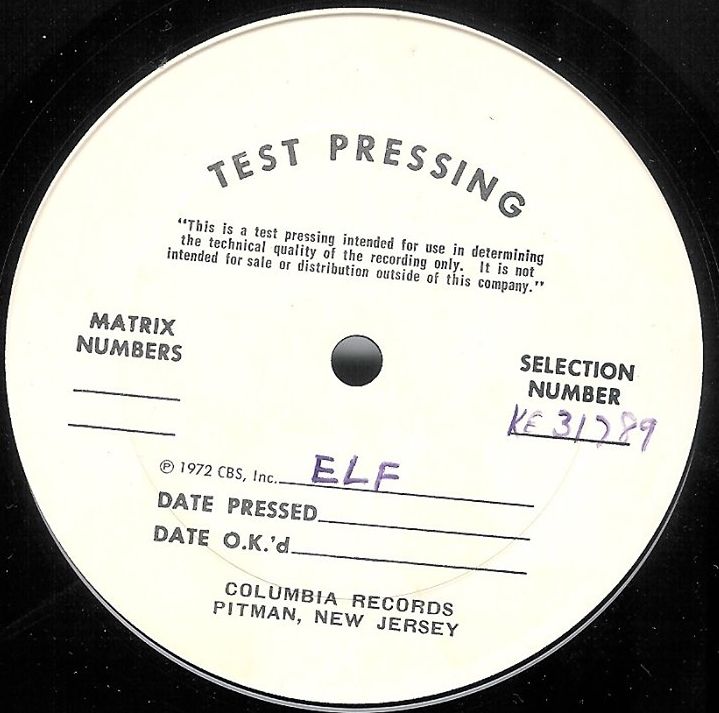 TEST PRESSING
"This is a test pressing intended for use in determining
the technical quality of the recording only. It is not
intended for sale or distribution outside of this company."
MATRIX
NUMBERS
SELECTION
NUMBER
KE 31789
℗ 1972 CBS, Inc. ELF
DATE PRESSED
DATE O.K.'d
COLUMBIA RECORDS
PITMAN, NEW JERSEY